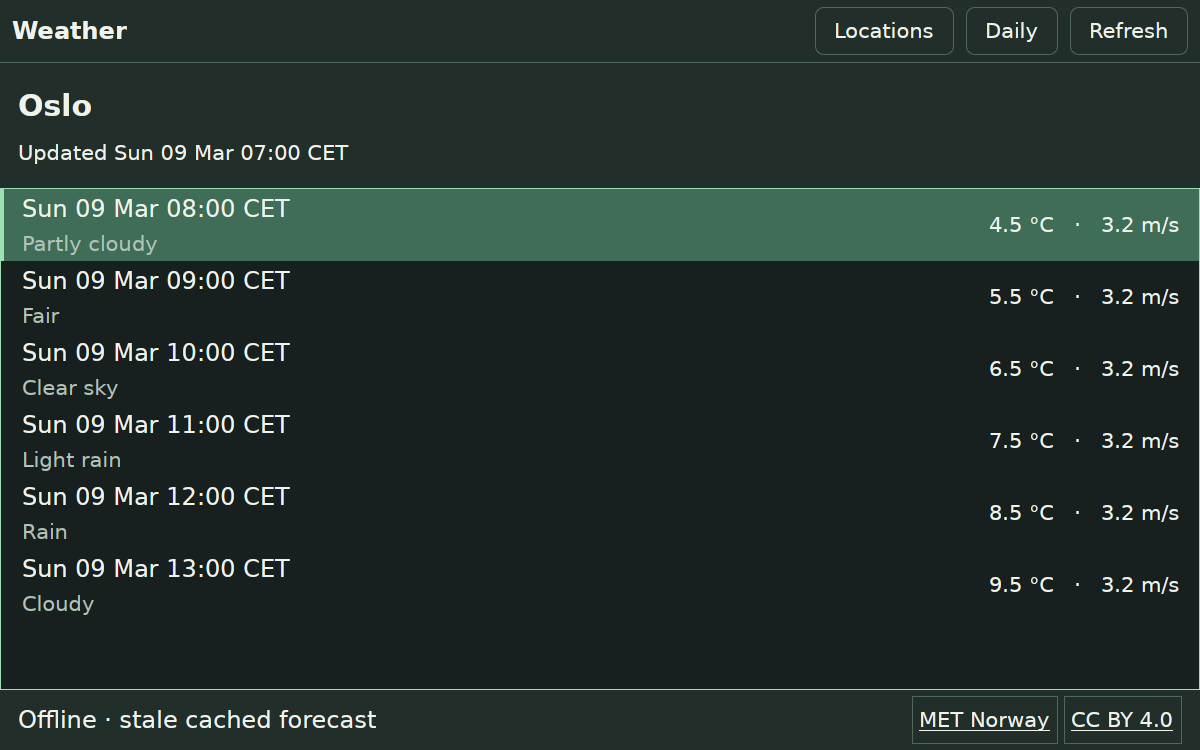 Weather
Locations
Daily
Refresh
Oslo
Updated Sun 09 Mar 07:00 CET
Sun 09 Mar 08:00 CET
Partly cloudy
4.5 °C · 3.2 m/s
Sun 09 Mar 09:00 CET
Fair
5.5 °C · 3.2 m/s
Sun 09 Mar 10:00 CET
Clear sky
6.5 °C · 3.2 m/s
Sun 09 Mar 11:00 CET
Light rain
7.5 °C · 3.2 m/s
Sun 09 Mar 12:00 CET
Rain
8.5 °C · 3.2 m/s
Sun 09 Mar 13:00 CET
Cloudy
9.5 °C · 3.2 m/s
Offline · stale cached forecast
MET Norway
CC BY 4.0